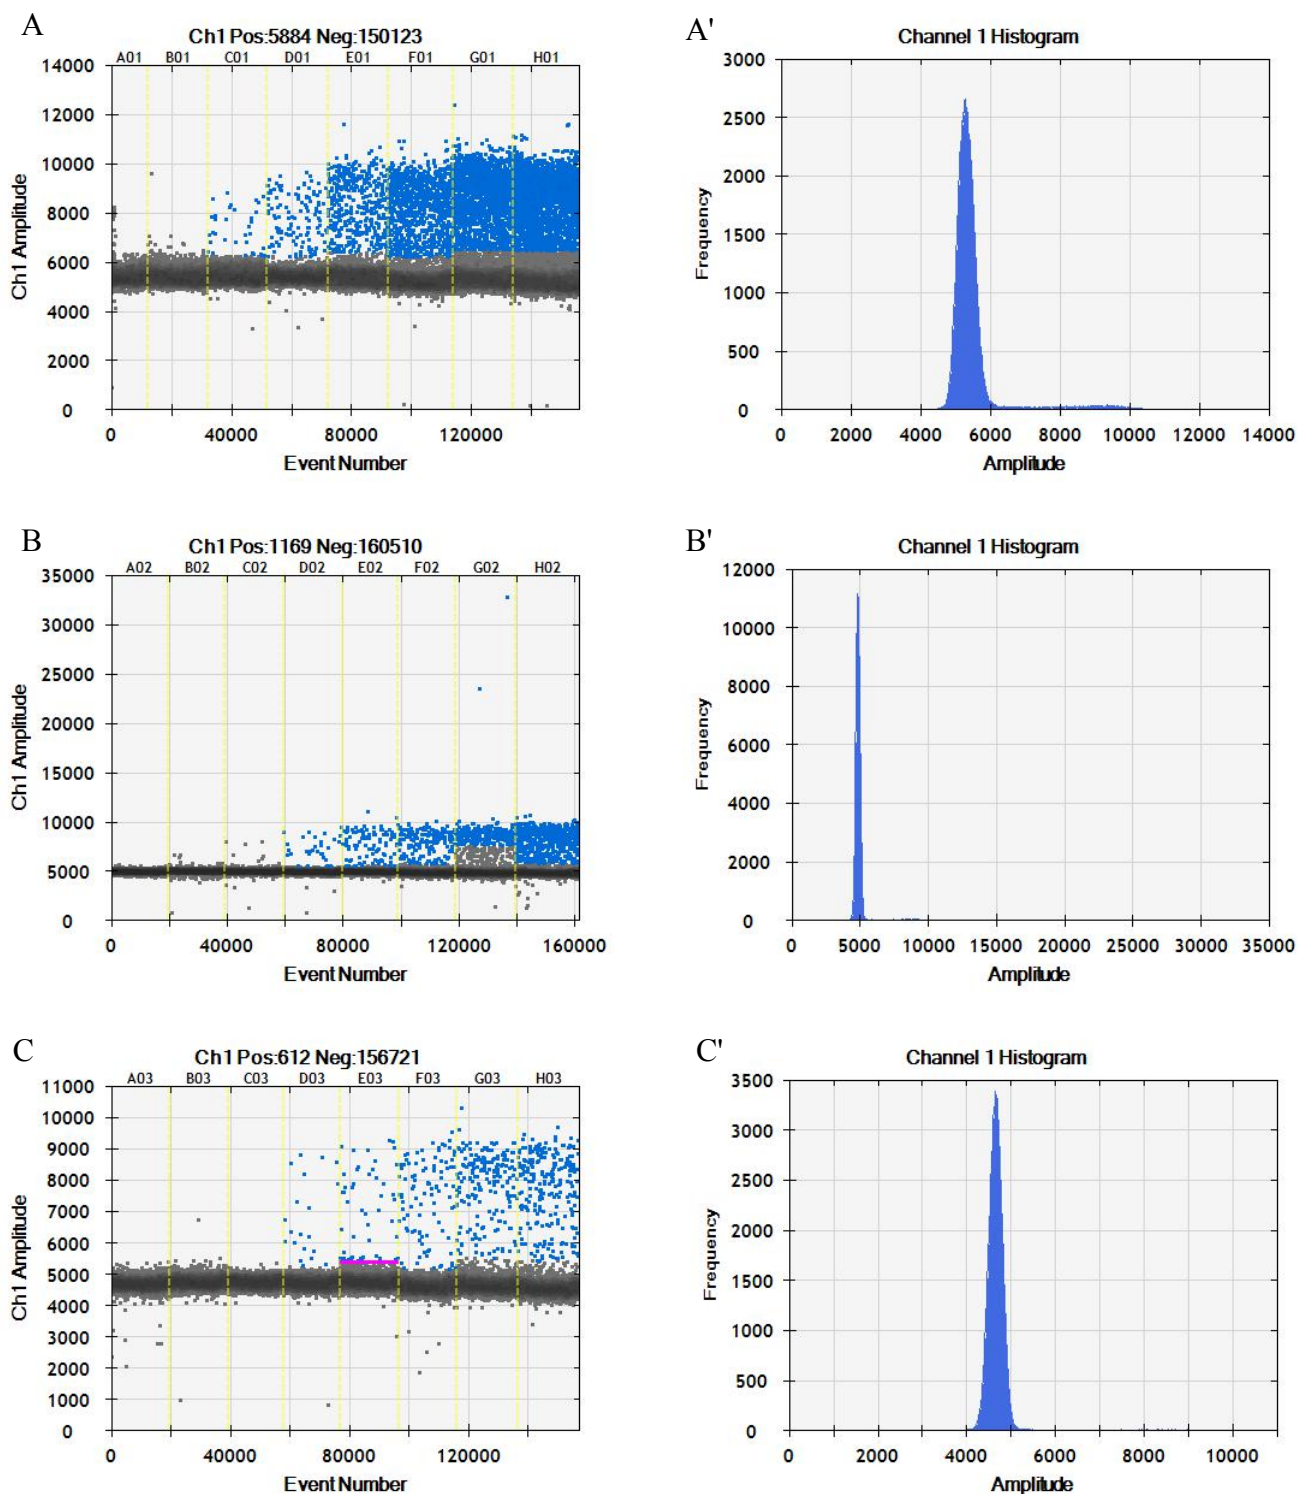 A
Ch1 Pos:5884 Neg:150123
A01 B01 C01 D01 E01 F01 G01 H01
14000
12000
10000
8000
6000
4000
2000
0
Ch1 Amplitude
0 40000 80000 120000
Event Number
A'
Channel 1 Histogram
3000
2500
2000
1500
1000
500
0
Frequency
0 2000 4000 6000 8000 10000 12000 14000
Amplitude
B
Ch1 Pos:1169 Neg:160510
A02 B02 C02 D02 E02 F02 G02 H02
35000
30000
25000
20000
15000
10000
5000
0
Ch1 Amplitude
0 40000 80000 120000 160000
Event Number
B'
Channel 1 Histogram
12000
10000
8000
6000
4000
2000
0
Frequency
0 5000 10000 15000 20000 25000 30000 35000
Amplitude
C
Ch1 Pos:612 Neg:156721
A03 B03 C03 D03 E03 F03 G03 H03
11000
10000
9000
8000
7000
6000
5000
4000
3000
2000
1000
0
Ch1 Amplitude
0 40000 80000 120000
Event Number
C'
Channel 1 Histogram
3500
3000
2500
2000
1500
1000
500
0
Frequency
0 2000 4000 6000 8000 10000
Amplitude